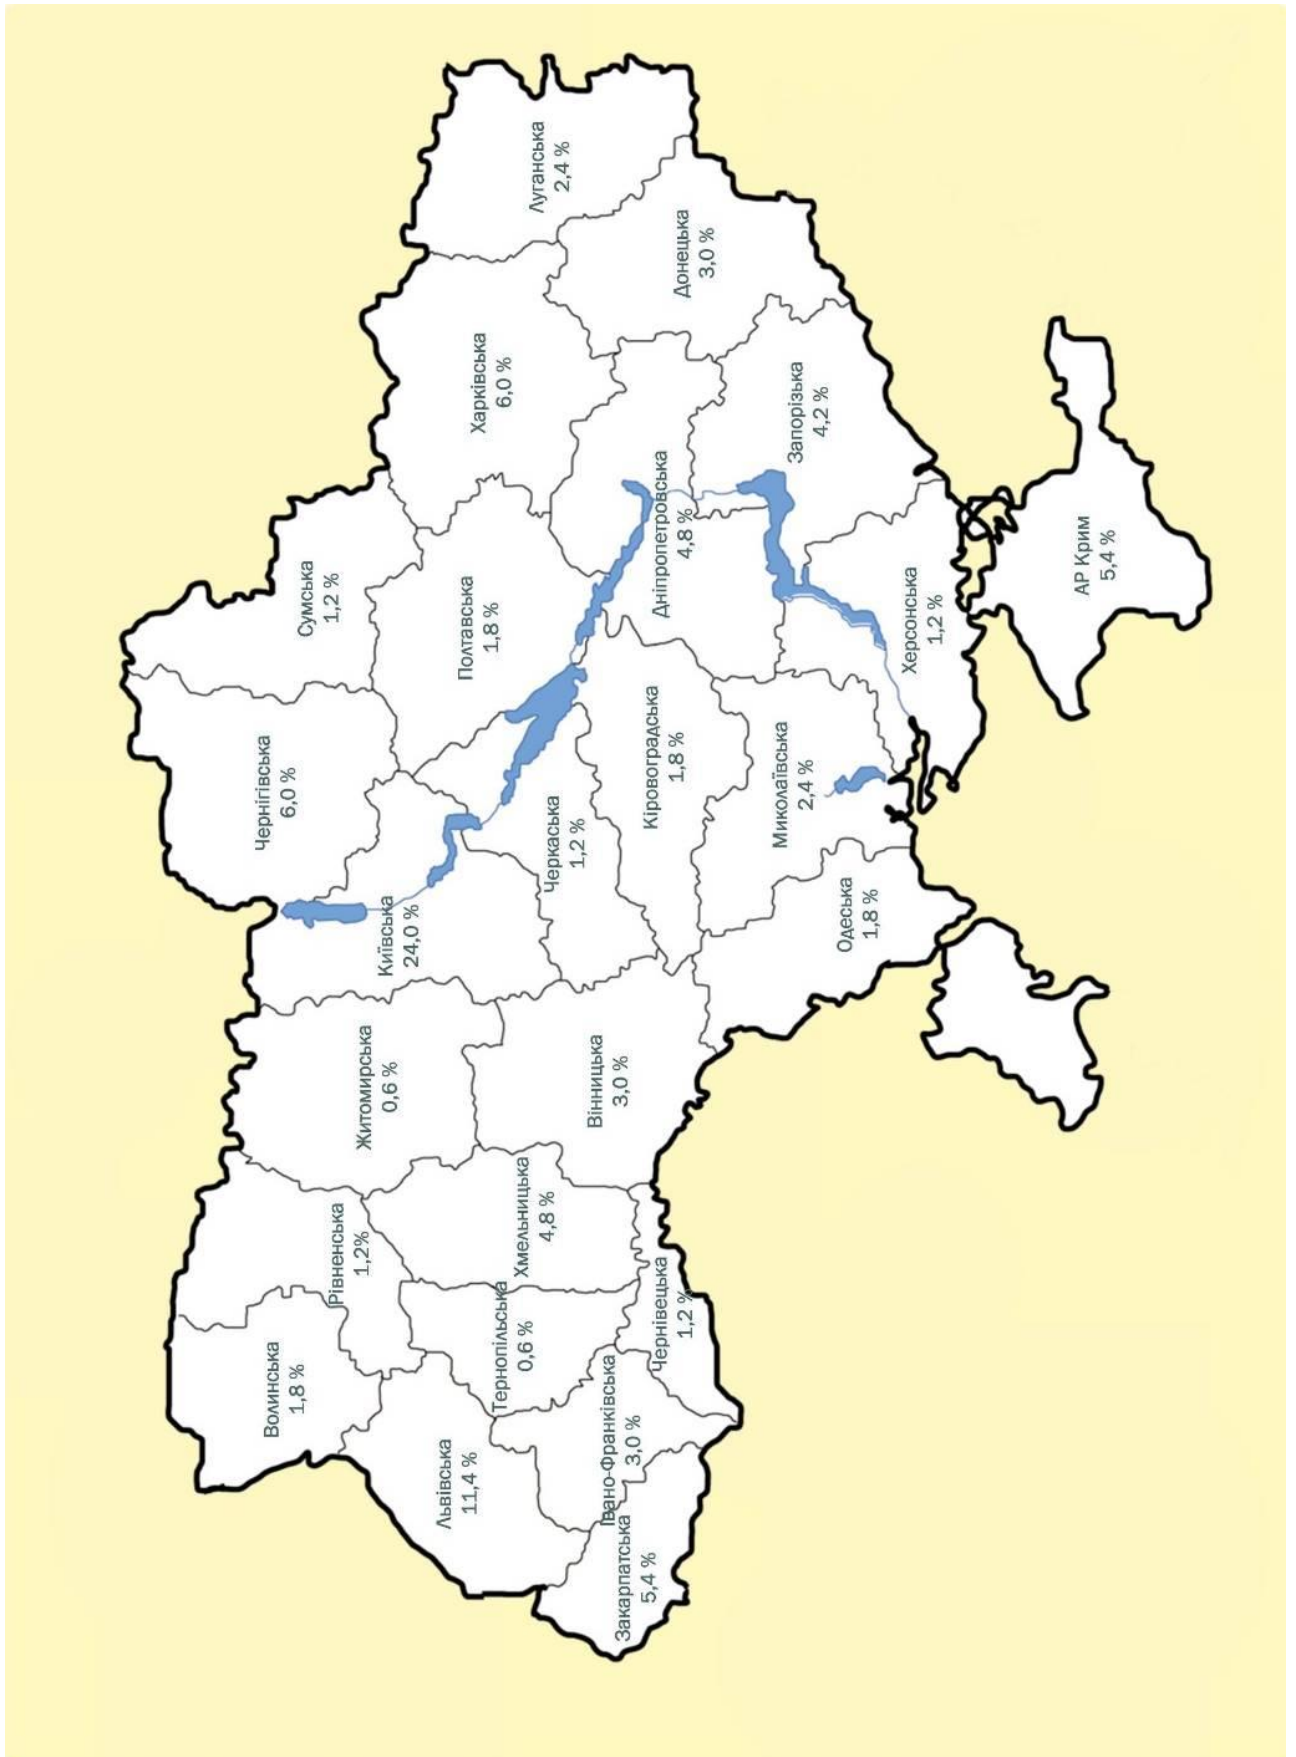 Волинська
1,8 %
Рівненська
1,2%
Житомирська
0,6 %
Київська
24,0 %
Чернігівська
6,0 %
Сумська
1,2 %
Львівська
11,4 %
Тернопільська
0,6 %
Хмельницька
4,8 %
Вінницька
3,0 %
Черкаська
1,2 %
Полтавська
1,8 %
Харківська
6,0 %
Луганська
2,4 %
Закарпатська
5,4 %
Івано-Франківська
3,0 %
Чернівецька
1,2 %
Кіровоградська
1,8 %
Дніпропетровська
4,8 %
Донецька
3,0 %
Одеська
1,8 %
Миколаївська
2,4 %
Херсонська
1,2 %
Запорізька
4,2 %
АР Крим
5,4 %